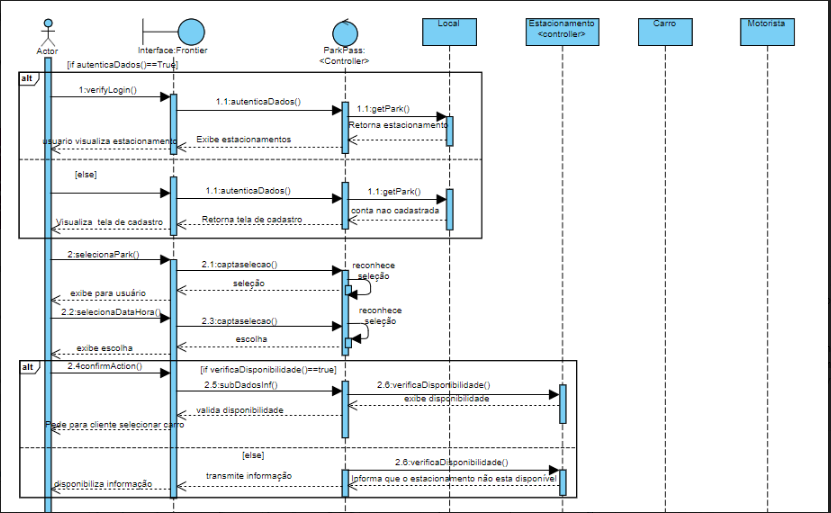 Actor
Interface:Frontier
ParkPass:
<Controller>
Local
Estacionamento
<controller>
Carro
Motorista
alt
[if autenticaDados()==True]
1:verifyLogin()
1.1:autenticaDados()
1.1:getPark()
Retorna estacionamento
Exibe estacionamentos
usuario visualiza estacionamento
[else]
1.1:autenticaDados()
1.1:getPark()
conta nao cadastrada
Retorna tela de cadastro
Visualiza tela de cadastro
2:selecionaPark()
2.1:captaselecao()
reconhece
seleção
seleção
exibe para usuário
2.2:selecionaDataHora()
2.3:captaselecao()
reconhece
seleção
escolha
exibe escolha
alt
2.4confirmAction()
[if verificaDisponibilidade()==true]
2.5:subDadosInf()
2.6:verificaDisponibilidade()
exibe disponibilidade
valida disponibilidade
Pede para cliente selecionar carro
[else]
2.6:verificaDisponibilidade()
Informa que o estacionamento não esta disponível
transmite informação
disponibiliza informação